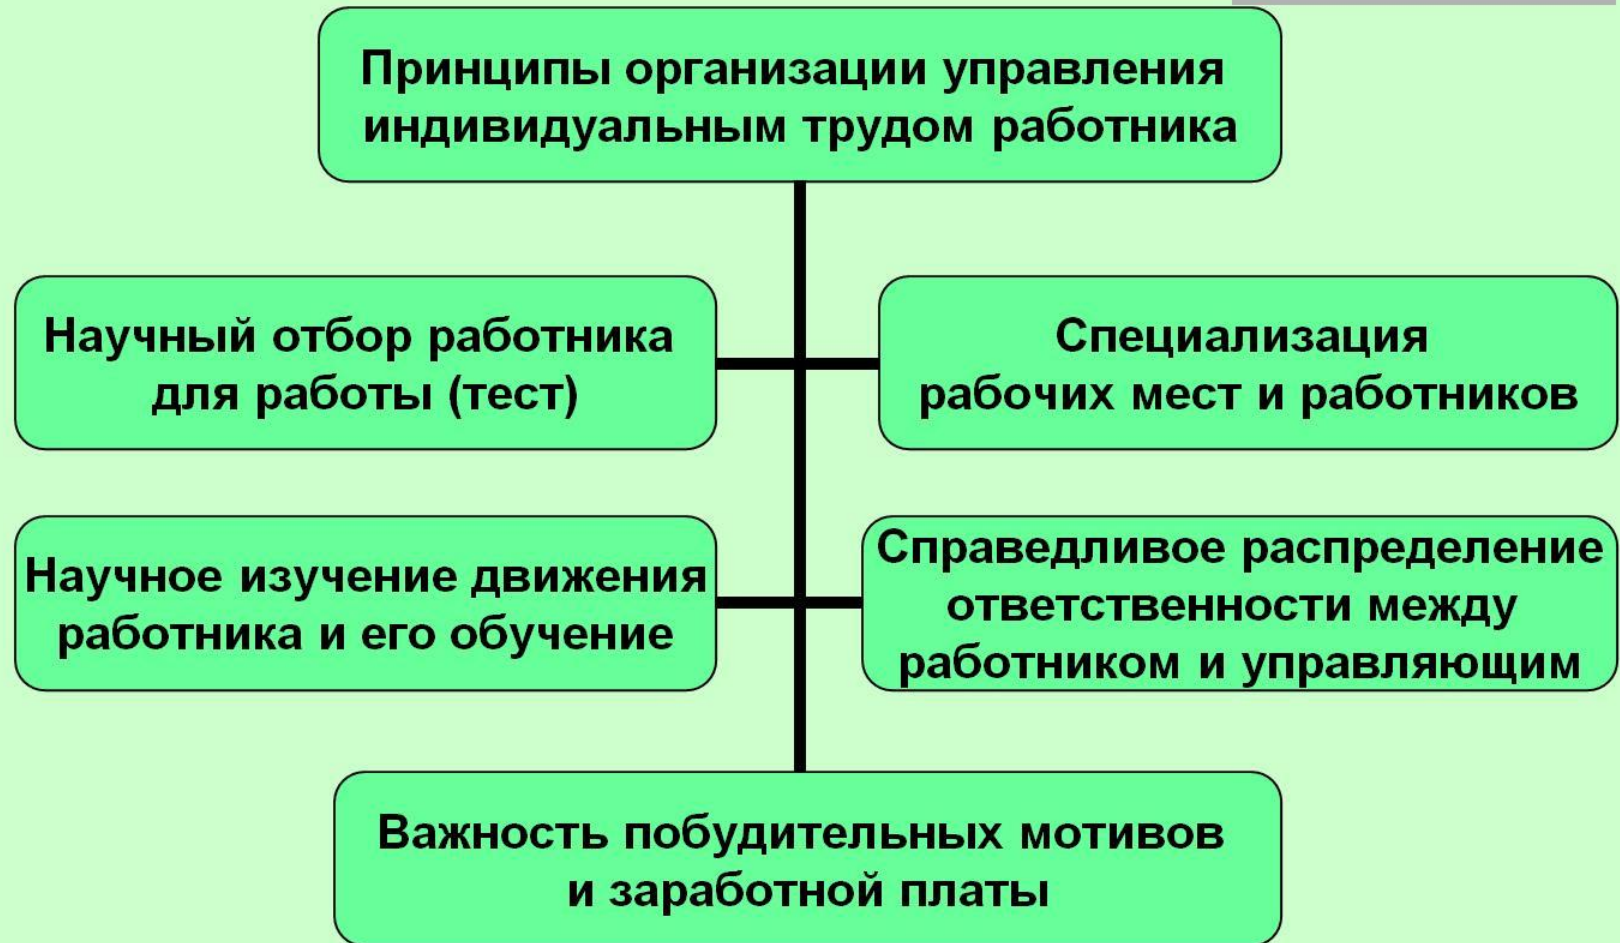 Принципы организации управления
индивидуальным трудом работника
Научный отбор работника
для работы (тест)
Специализация
рабочих мест и работников
Научное изучение движения
работника и его обучение
Справедливое распределение
ответственности между
работником и управляющим
Важность побудительных мотивов
и заработной платы